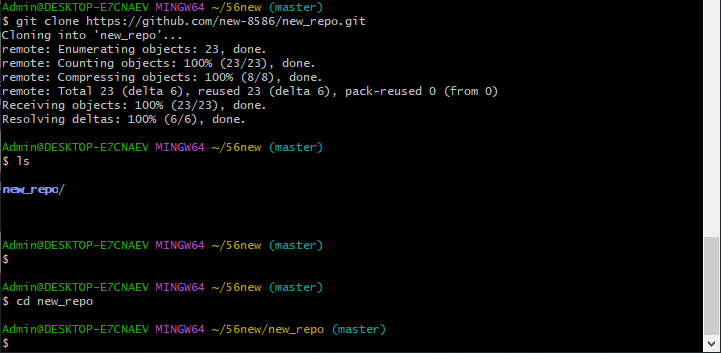 Admin@DESKTOP-E7CNAEV MINGW64 ~/56new (master)
$ git clone https://github.com/new-8586/new_repo.git
Cloning into 'new_repo'...
remote: Enumerating objects: 23, done.
remote: Counting objects: 100% (23/23), done.
remote: Compressing objects: 100% (8/8), done.
remote: Total 23 (delta 6), reused 23 (delta 6), pack-reused 0 (from 0)
Receiving objects: 100% (23/23), done.
Resolving deltas: 100% (6/6), done.
Admin@DESKTOP-E7CNAEV MINGW64 ~/56new (master)
$ ls
new_repo/
Admin@DESKTOP-E7CNAEV MINGW64 ~/56new (master)
$
Admin@DESKTOP-E7CNAEV MINGW64 ~/56new (master)
$ cd new_repo
Admin@DESKTOP-E7CNAEV MINGW64 ~/56new/new_repo (master)
$